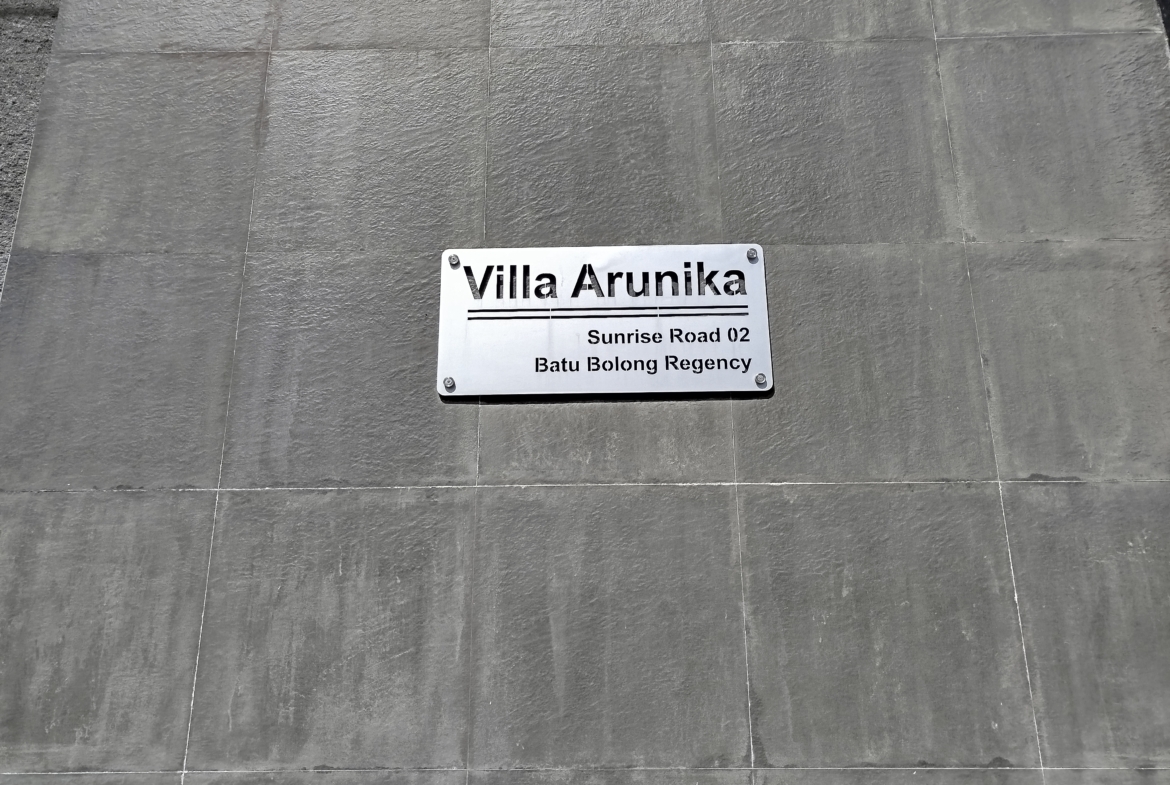 Villa Arunika
Sunrise Road 02
Batu Bolong Regency